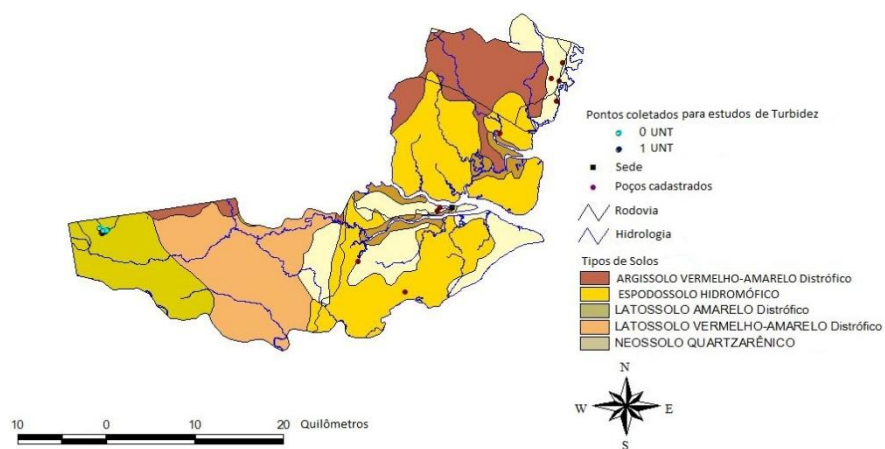 Pontos coletados para estudos de Turbidez
0 UNT
1 UNT
Sede
Poços cadastrados
Rodovia
Hidrologia
Tipos de Solos
ARGISSOLO VERMELHO-AMARELO Distrófico
ESPODOSSOLO HIDROMÓFICO
LATOSSOLO AMARELO Distrófico
LATOSSOLO VERMELHO-AMARELO Distrófico
NEOSSOLO QUARTZARÊNICO
N
W E
S
10 0 10 20 Quilômetros